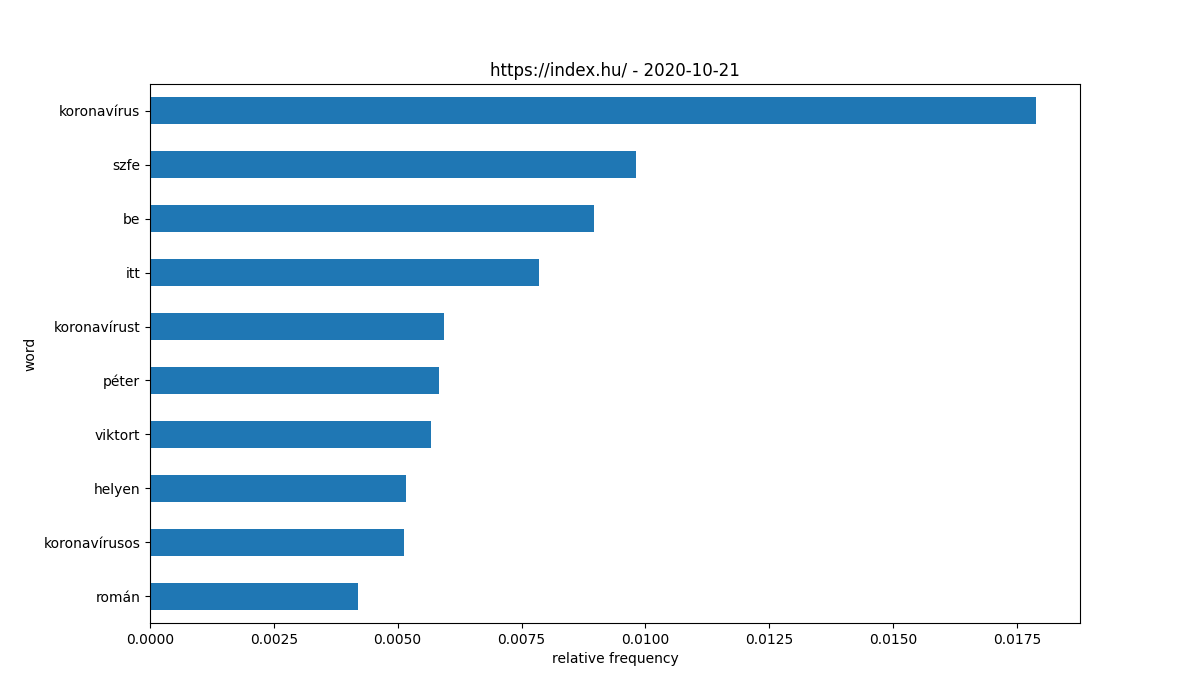 https://index.hu/ - 2020-10-21
koronavírus
szfe
be
itt
koronavírust
péter
viktort
helyen
koronavírusos
román
word
0.0000 0.0025 0.0050 0.0075 0.0100 0.0125 0.0150 0.0175
relative frequency